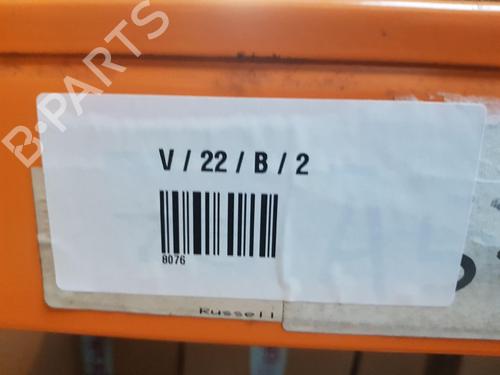 B-PARTS
V / 22 / B / 2
8076
Russell